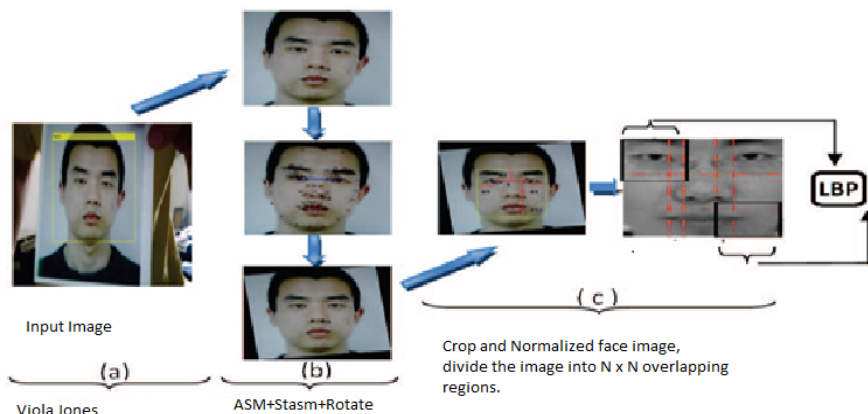 Input Image
(a)
Viola Jones
(b)
ASM+Stasm+Rotate
(c)
Crop and Normalized face image,
divide the image into N x N overlapping
regions.
LBP